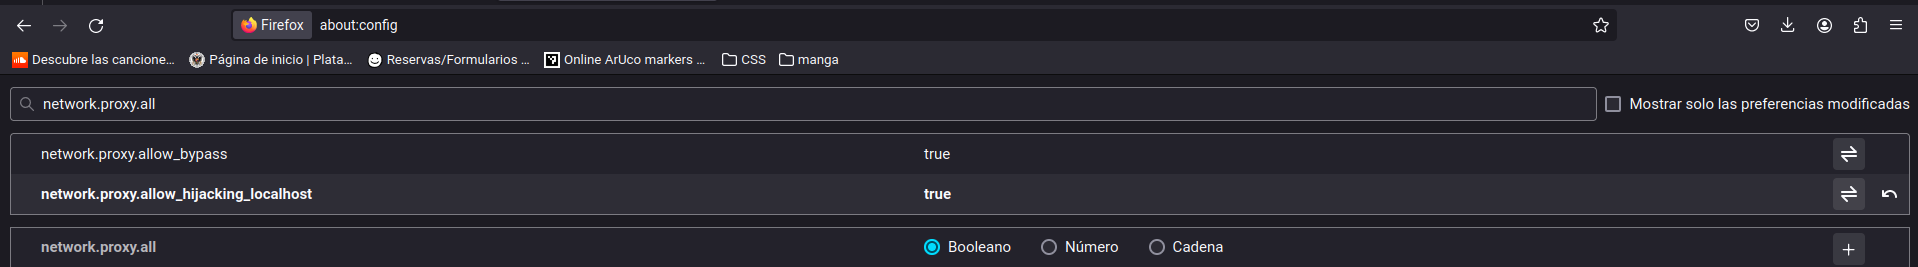 Firefox about:config
Descubre las cancione... Página de inicio | Plata... Reservas/Formularios ... Online ArUco markers ... CSS manga
network.proxy.all Mostrar solo las preferencias modificadas
network.proxy.allow_bypass true
network.proxy.allow_hijacking_localhost true
network.proxy.all Booleano Número Cadena